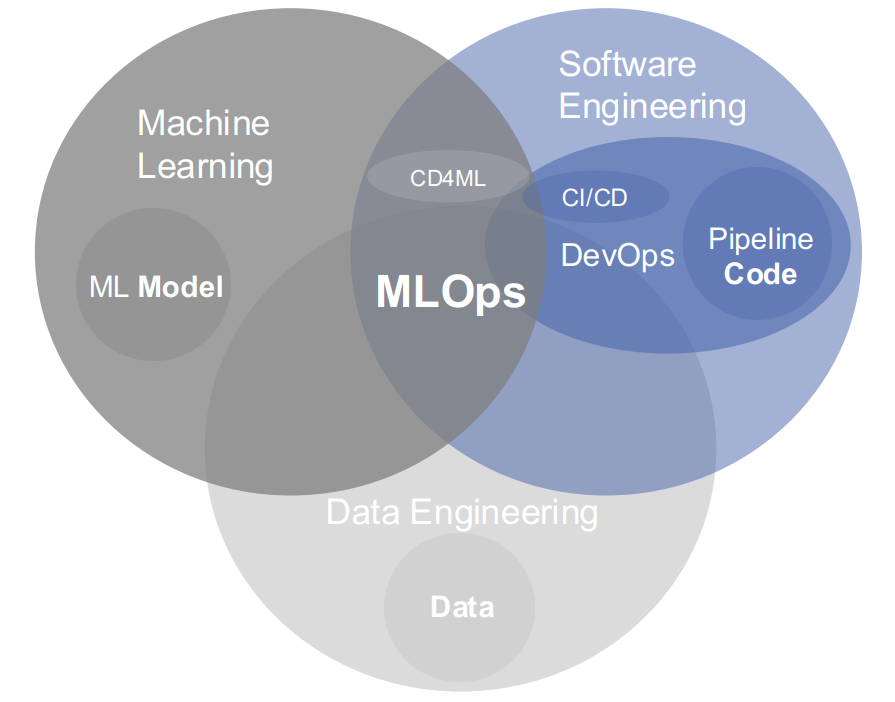 Machine
Learning
ML Model
Software
Engineering
CD4ML
CI/CD
DevOps
Pipeline
Code
MLOps
Data Engineering
Data